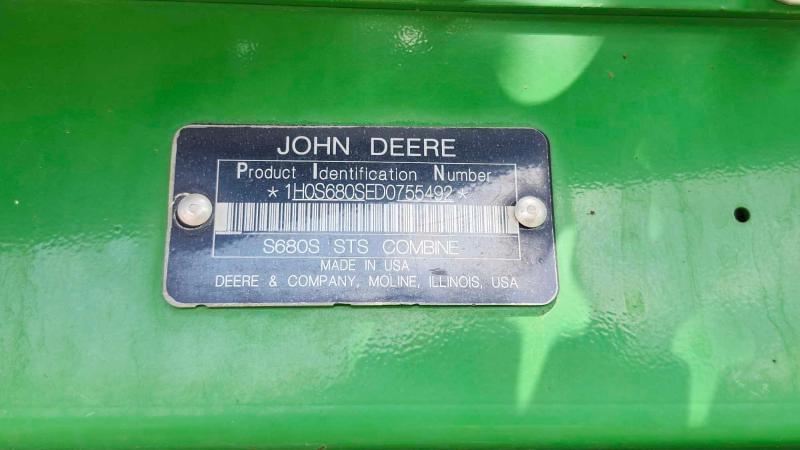 JOHN DEERE
Product Identification Number
*1H0S680SED0755492*
S680S STS COMBINE
MADE IN USA
DEERE & COMPANY, MOLINE, ILLINOIS, USA